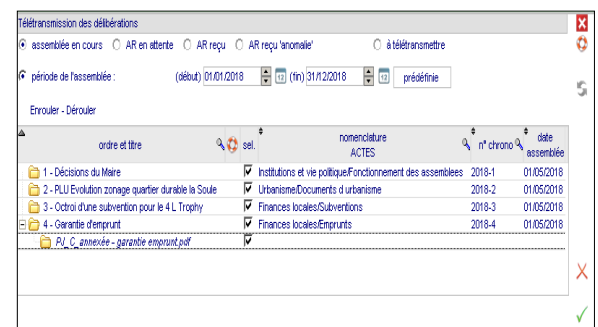 Télétransmission des délibérations
assemblée en cours AR en attente AR reçu AR reçu 'anomalie' à télétransmettre
période de l'assemblée : (début) 01/01/2018 12 (fin) 31/12/2018 12 prédéfinie
Enrouler - Dérouler
ordre et titre sel. nomenclature ACTES n° chrono date assemblée
1 - Décisions du Maire Institutions et vie politique/Fonctionnement des assemblees 2018-1 01/05/2018
2 - PLU Evolution zonage quartier durable la Soule Urbanisme/Documents d urbanisme 2018-2 01/05/2018
3 - Octroi d'une subvention pour le 4 L Trophy Finances locales/Subventions 2018-3 01/05/2018
4 - Garantie d'emprunt Finances locales/Emprunts 2018-4 01/05/2018
PJ_C_annexée - garantie emprunt.pdf